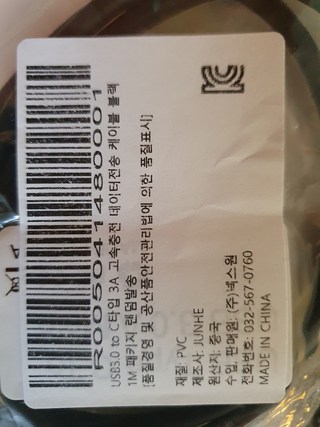 R005041480001
USB3.0 to C타입 3A 고속충전 데이터전송 케이블 블랙
1M 패키지 랜덤발송
[품질경영 및 공산품안전관리법에 의한 품질표시]
재질: PVC
제조사: JUNHE
원산지: 중국
수입, 판매원: (주)넥스원
전화번호: 032-567-0760
MADE IN CHINA